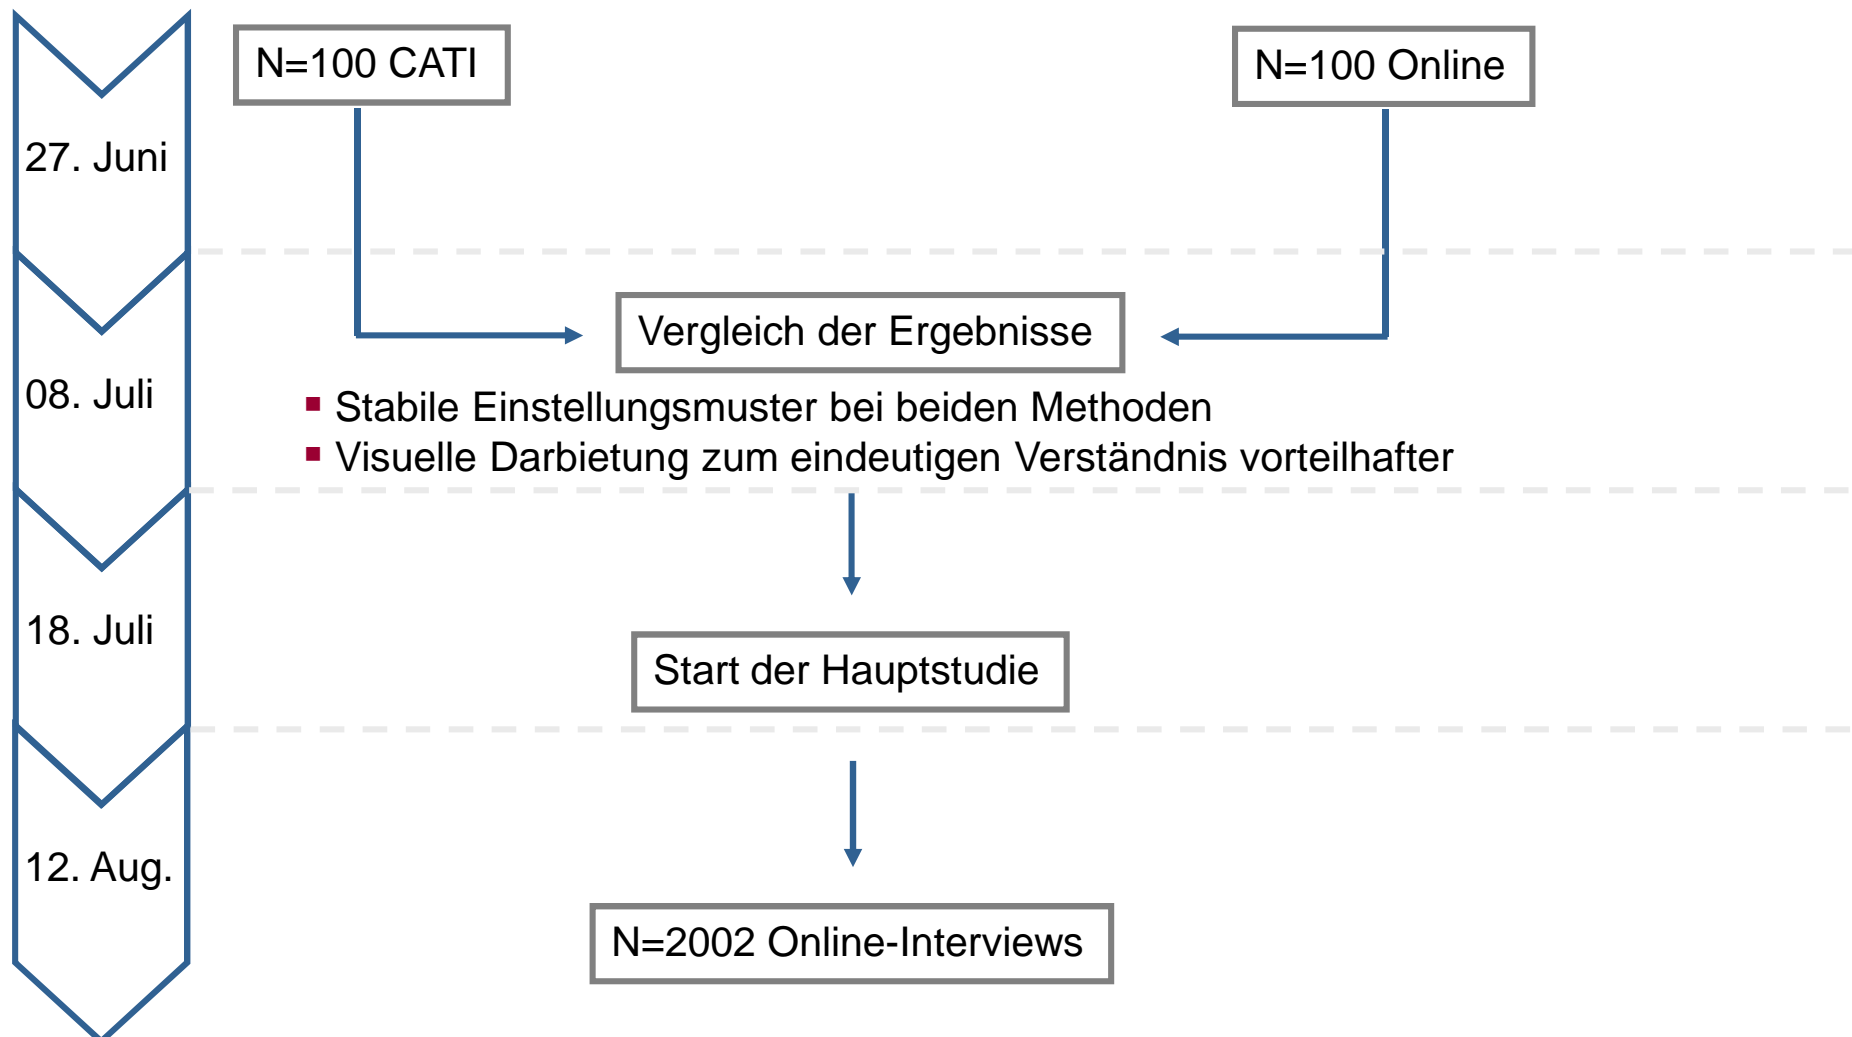 N=100 CATI
N=100 Online
27. Juni
Vergleich der Ergebnisse
08. Juli
▪ Stabile Einstellungsmuster bei beiden Methoden
▪ Visuelle Darbietung zum eindeutigen Verständnis vorteilhafter
18. Juli
Start der Hauptstudie
12. Aug.
N=2002 Online-Interviews